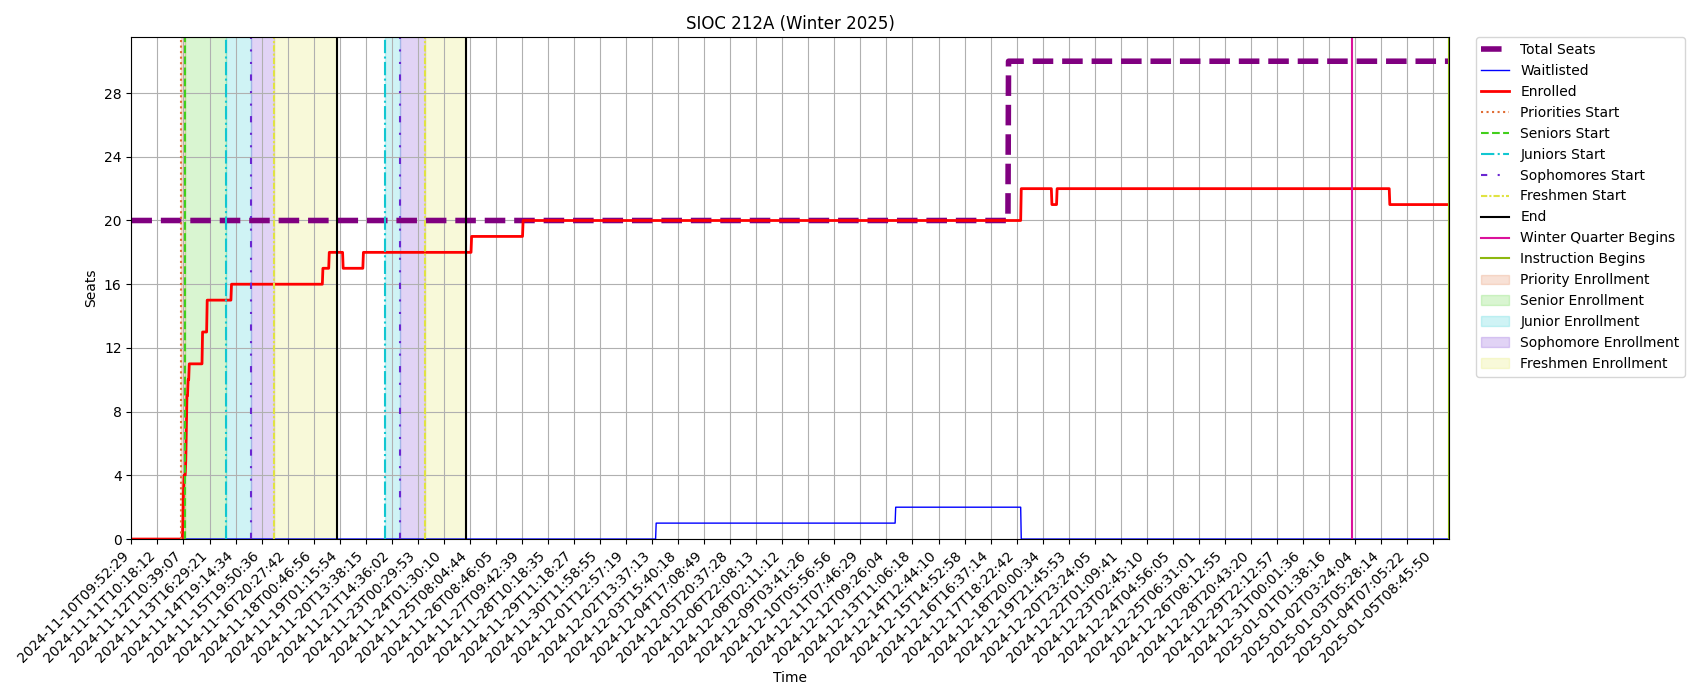 SIOC 212A (Winter 2025)
Seats
28
24
20
16
12
8
4
0
2024-11-10T09:52:29
2024-11-11T10:18:12
2024-11-12T10:39:07
2024-11-13T16:29:21
2024-11-14T19:14:34
2024-11-15T19:50:36
2024-11-16T20:27:42
2024-11-18T00:46:56
2024-11-19T01:15:54
2024-11-20T13:38:15
2024-11-21T14:36:02
2024-11-23T00:29:53
2024-11-24T01:30:10
2024-11-25T08:04:44
2024-11-26T08:46:05
2024-11-27T09:42:39
2024-11-28T10:18:35
2024-11-29T11:18:27
2024-11-30T11:58:55
2024-12-01T12:57:19
2024-12-02T13:37:13
2024-12-03T15:40:18
2024-12-04T17:08:49
2024-12-05T20:37:28
2024-12-06T22:08:13
2024-12-08T02:11:12
2024-12-09T03:41:26
2024-12-10T05:56:56
2024-12-11T07:46:29
2024-12-12T09:26:04
2024-12-13T11:06:18
2024-12-14T12:44:10
2024-12-15T14:52:58
2024-12-16T16:37:14
2024-12-17T18:22:42
2024-12-18T20:00:34
2024-12-19T21:45:53
2024-12-20T23:24:05
2024-12-22T01:09:41
2024-12-23T02:45:10
2024-12-24T04:56:05
2024-12-25T06:31:01
2024-12-26T08:12:55
2024-12-28T20:43:20
2024-12-29T22:12:57
2024-12-31T00:01:36
2025-01-01T01:38:16
2025-01-02T03:24:04
2025-01-03T05:28:14
2025-01-04T07:05:22
2025-01-05T08:45:50
Time
Total Seats
Waitlisted
Enrolled
Priorities Start
Seniors Start
Juniors Start
Sophomores Start
Freshmen Start
End
Winter Quarter Begins
Instruction Begins
Priority Enrollment
Senior Enrollment
Junior Enrollment
Sophomore Enrollment
Freshmen Enrollment